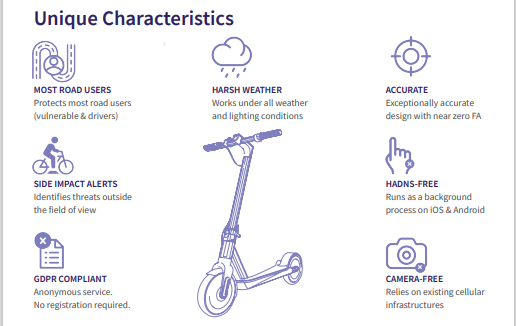 Unique Characteristics
MOST ROAD USERS
Protects most road users
(vulnerable & drivers)
HARSH WEATHER
Works under all weather
and lighting conditions
ACCURATE
Exceptionally accurate
design with near zero FA
SIDE IMPACT ALERTS
Identifies threats outside
the field of view
HADNS-FREE
Runs as a background
process on iOS & Android
GDPR COMPLIANT
Anonymous service.
No registration required.
CAMERA-FREE
Relies on existing cellular
infrastructures